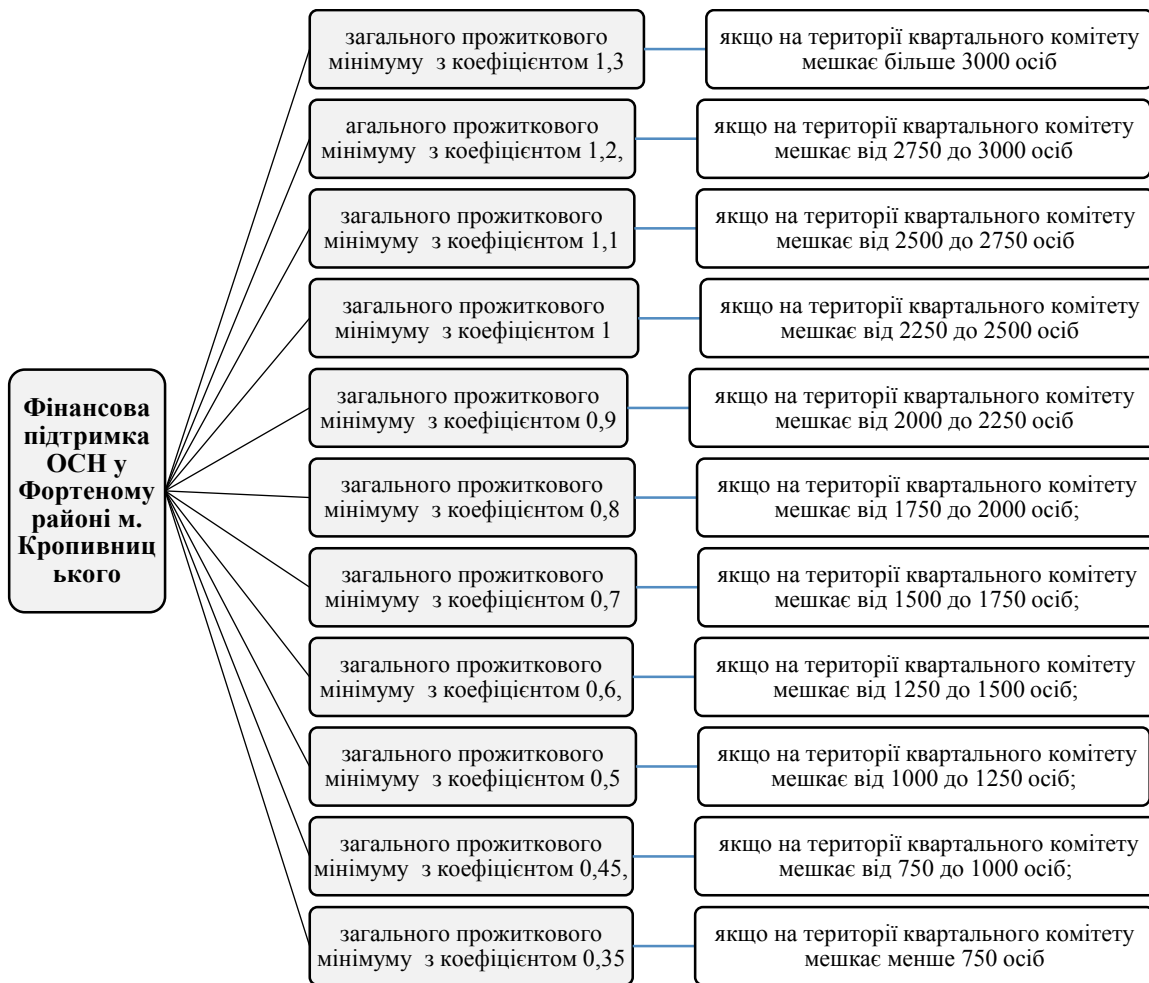 загального прожиткового
мінімуму з коефіцієнтом 1,3
якщо на території квартального комітету
мешкає більше 3000 осіб
агального прожиткового
мінімуму з коефіцієнтом 1,2,
якщо на території квартального комітету
мешкає від 2750 до 3000 осіб
загального прожиткового
мінімуму з коефіцієнтом 1,1
якщо на території квартального комітету
мешкає від 2500 до 2750 осіб
загального прожиткового
мінімуму з коефіцієнтом 1
якщо на території квартального комітету
мешкає від 2250 до 2500 осіб
Фінансова
підтримка
ОСН у
Фортеному
районі м.
Кропивниц
ького
загального прожиткового
мінімуму з коефіцієнтом 0,9
якщо на території квартального комітету
мешкає від 2000 до 2250 осіб
загального прожиткового
мінімуму з коефіцієнтом 0,8
якщо на території квартального комітету
мешкає від 1750 до 2000 осіб;
загального прожиткового
мінімуму з коефіцієнтом 0,7
якщо на території квартального комітету
мешкає від 1500 до 1750 осіб;
загального прожиткового
мінімуму з коефіцієнтом 0,6,
якщо на території квартального комітету
мешкає від 1250 до 1500 осіб;
загального прожиткового
мінімуму з коефіцієнтом 0,5
якщо на території квартального комітету
мешкає від 1000 до 1250 осіб;
загального прожиткового
мінімуму з коефіцієнтом 0,45,
якщо на території квартального комітету
мешкає від 750 до 1000 осіб;
загального прожиткового
мінімуму з коефіцієнтом 0,35
якщо на території квартального комітету
мешкає менше 750 осіб